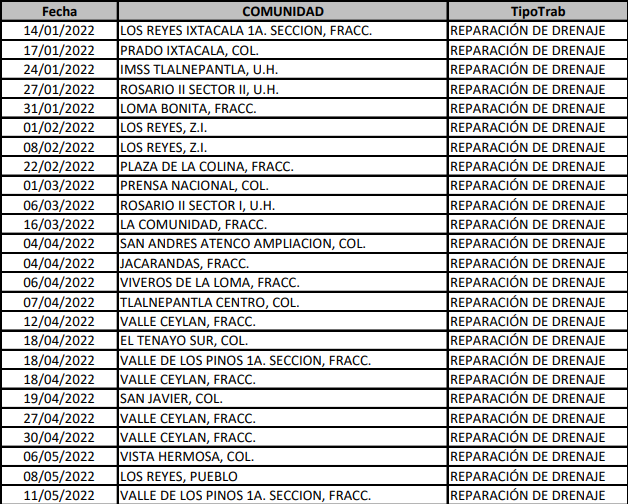 Fecha COMUNIDAD TipoTrab
14/01/2022 LOS REYES IXTACALA 1A. SECCION, FRACC. REPARACIÓN DE DRENAJE
17/01/2022 PRADO IXTACALA, COL. REPARACIÓN DE DRENAJE
24/01/2022 IMSS TLALNEPANTLA, U.H. REPARACIÓN DE DRENAJE
27/01/2022 ROSARIO II SECTOR II, U.H. REPARACIÓN DE DRENAJE
31/01/2022 LOMA BONITA, FRACC. REPARACIÓN DE DRENAJE
01/02/2022 LOS REYES, Z.I. REPARACIÓN DE DRENAJE
08/02/2022 LOS REYES, Z.I. REPARACIÓN DE DRENAJE
22/02/2022 PLAZA DE LA COLINA, FRACC. REPARACIÓN DE DRENAJE
01/03/2022 PRENSA NACIONAL, COL. REPARACIÓN DE DRENAJE
06/03/2022 ROSARIO II SECTOR I, U.H. REPARACIÓN DE DRENAJE
16/03/2022 LA COMUNIDAD, FRACC. REPARACIÓN DE DRENAJE
04/04/2022 SAN ANDRES ATENCO AMPLIACION, COL. REPARACIÓN DE DRENAJE
04/04/2022 JACARANDAS, FRACC. REPARACIÓN DE DRENAJE
06/04/2022 VIVEROS DE LA LOMA, FRACC. REPARACIÓN DE DRENAJE
07/04/2022 TLALNEPANTLA CENTRO, COL. REPARACIÓN DE DRENAJE
12/04/2022 VALLE CEYLAN, FRACC. REPARACIÓN DE DRENAJE
18/04/2022 EL TENAYO SUR, COL. REPARACIÓN DE DRENAJE
18/04/2022 VALLE DE LOS PINOS 1A. SECCION, FRACC. REPARACIÓN DE DRENAJE
18/04/2022 VALLE CEYLAN, FRACC. REPARACIÓN DE DRENAJE
19/04/2022 SAN JAVIER, COL. REPARACIÓN DE DRENAJE
27/04/2022 VALLE CEYLAN, FRACC. REPARACIÓN DE DRENAJE
30/04/2022 VALLE CEYLAN, FRACC. REPARACIÓN DE DRENAJE
06/05/2022 VISTA HERMOSA, COL. REPARACIÓN DE DRENAJE
08/05/2022 LOS REYES, PUEBLO REPARACIÓN DE DRENAJE
11/05/2022 VALLE DE LOS PINOS 1A. SECCION, FRACC. REPARACIÓN DE DRENAJE